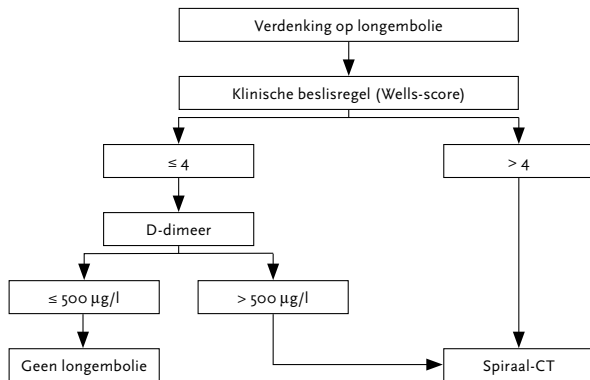 Verdenking op longembolie
Klinische beslisregel (Wells-score)
≤ 4
> 4
D-dimeer
≤ 500 µg/l
> 500 µg/l
Geen longembolie
Spiraal-CT